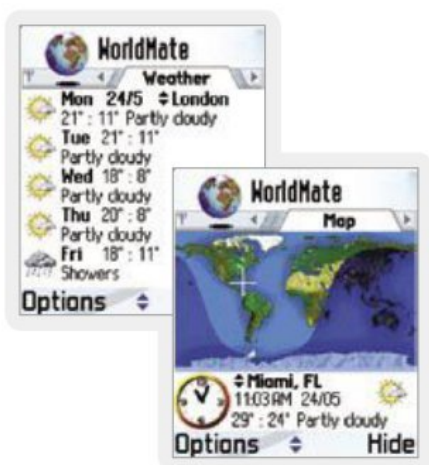 WorldMate
Weather
Mon 24/5 London
21° : 11° Partly cloudy
Tue 21° : 11°
Partly cloudy
Wed 18° : 8°
Partly cloudy
Thu 20° : 8°
Partly cloudy
Fri 18° : 11°
Showers
Options
WorldMate
Map
Miami, FL
11:03AM 24/05
29° : 24° Partly cloudy
Options Hide